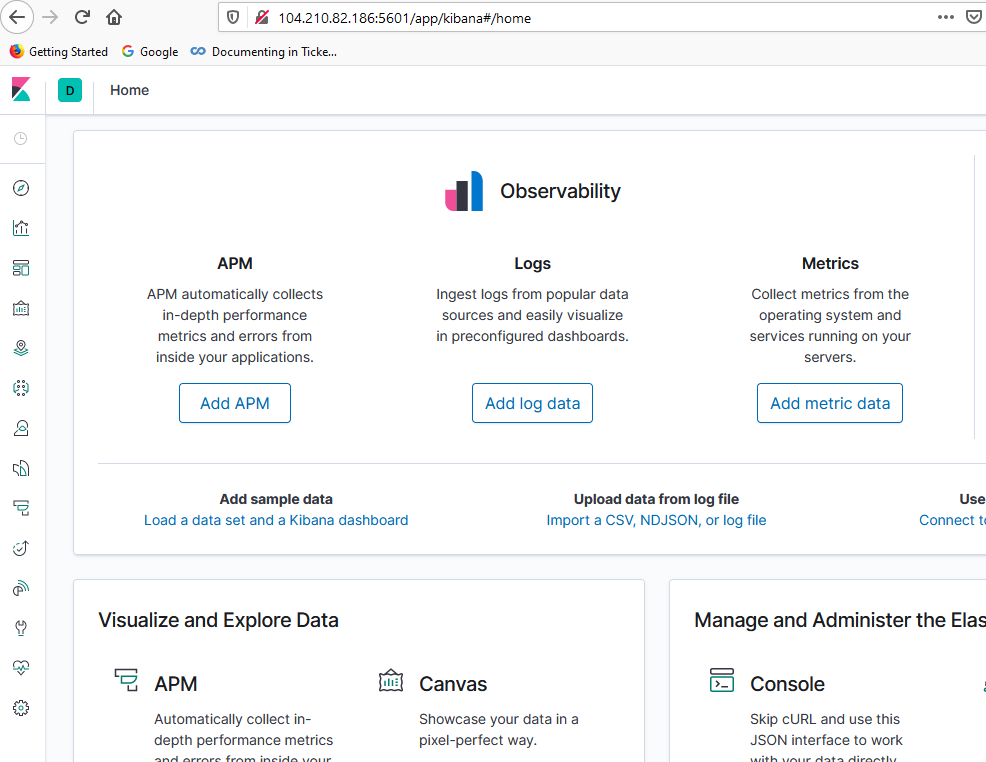 104.210.82.186:5601/app/kibana#/home
Getting Started Google Documenting in Ticke...
D Home
Observability
APM
APM automatically collects
in-depth performance
metrics and errors from
inside your applications.
Add APM
Logs
Ingest logs from popular data
sources and easily visualize
in preconfigured dashboards.
Add log data
Metrics
Collect metrics from the
operating system and
services running on your
servers.
Add metric data
Add sample data
Load a data set and a Kibana dashboard
Upload data from log file
Import a CSV, NDJSON, or log file
Use
Connect to
Visualize and Explore Data
APM
Automatically collect in-
depth performance metrics
and errors from inside your
Canvas
Showcase your data in a
pixel-perfect way.
Manage and Administer the Elas
Console
Skip cURL and use this
JSON interface to work
with your data directly.